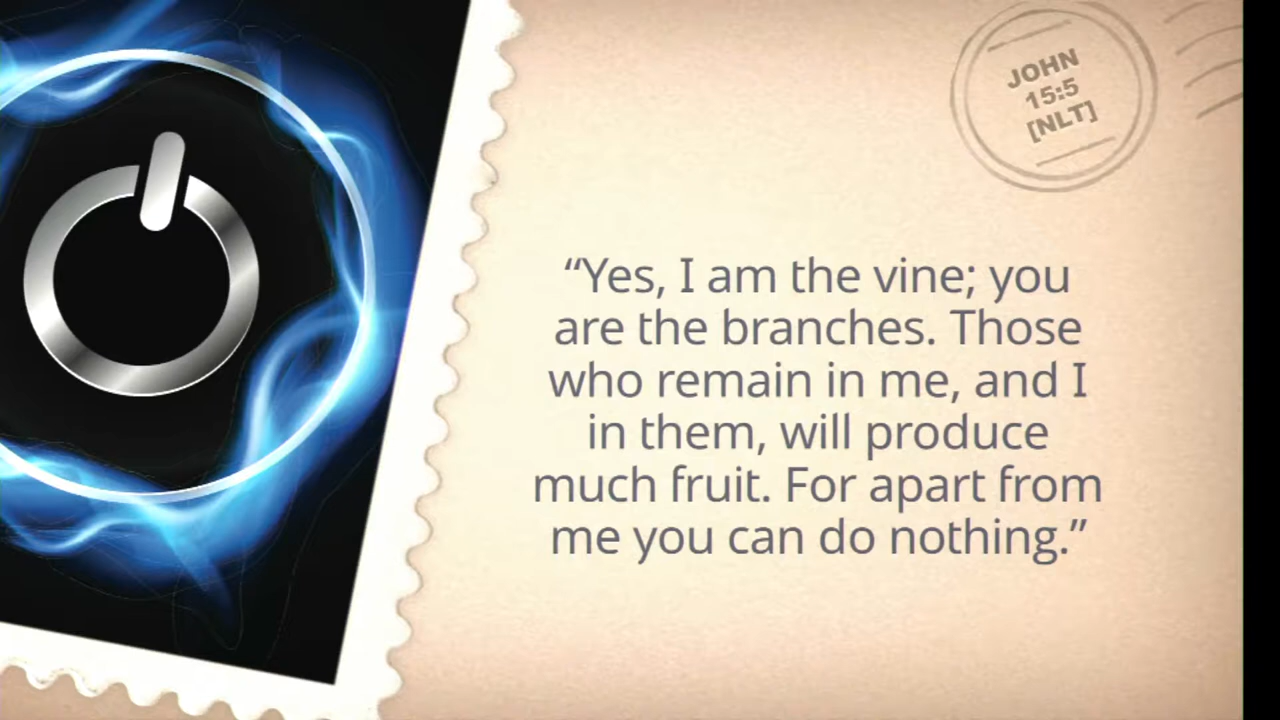 JOHN
15:5
[NLT]
“Yes, I am the vine; you
are the branches. Those
who remain in me, and I
in them, will produce
much fruit. For apart from
me you can do nothing.”